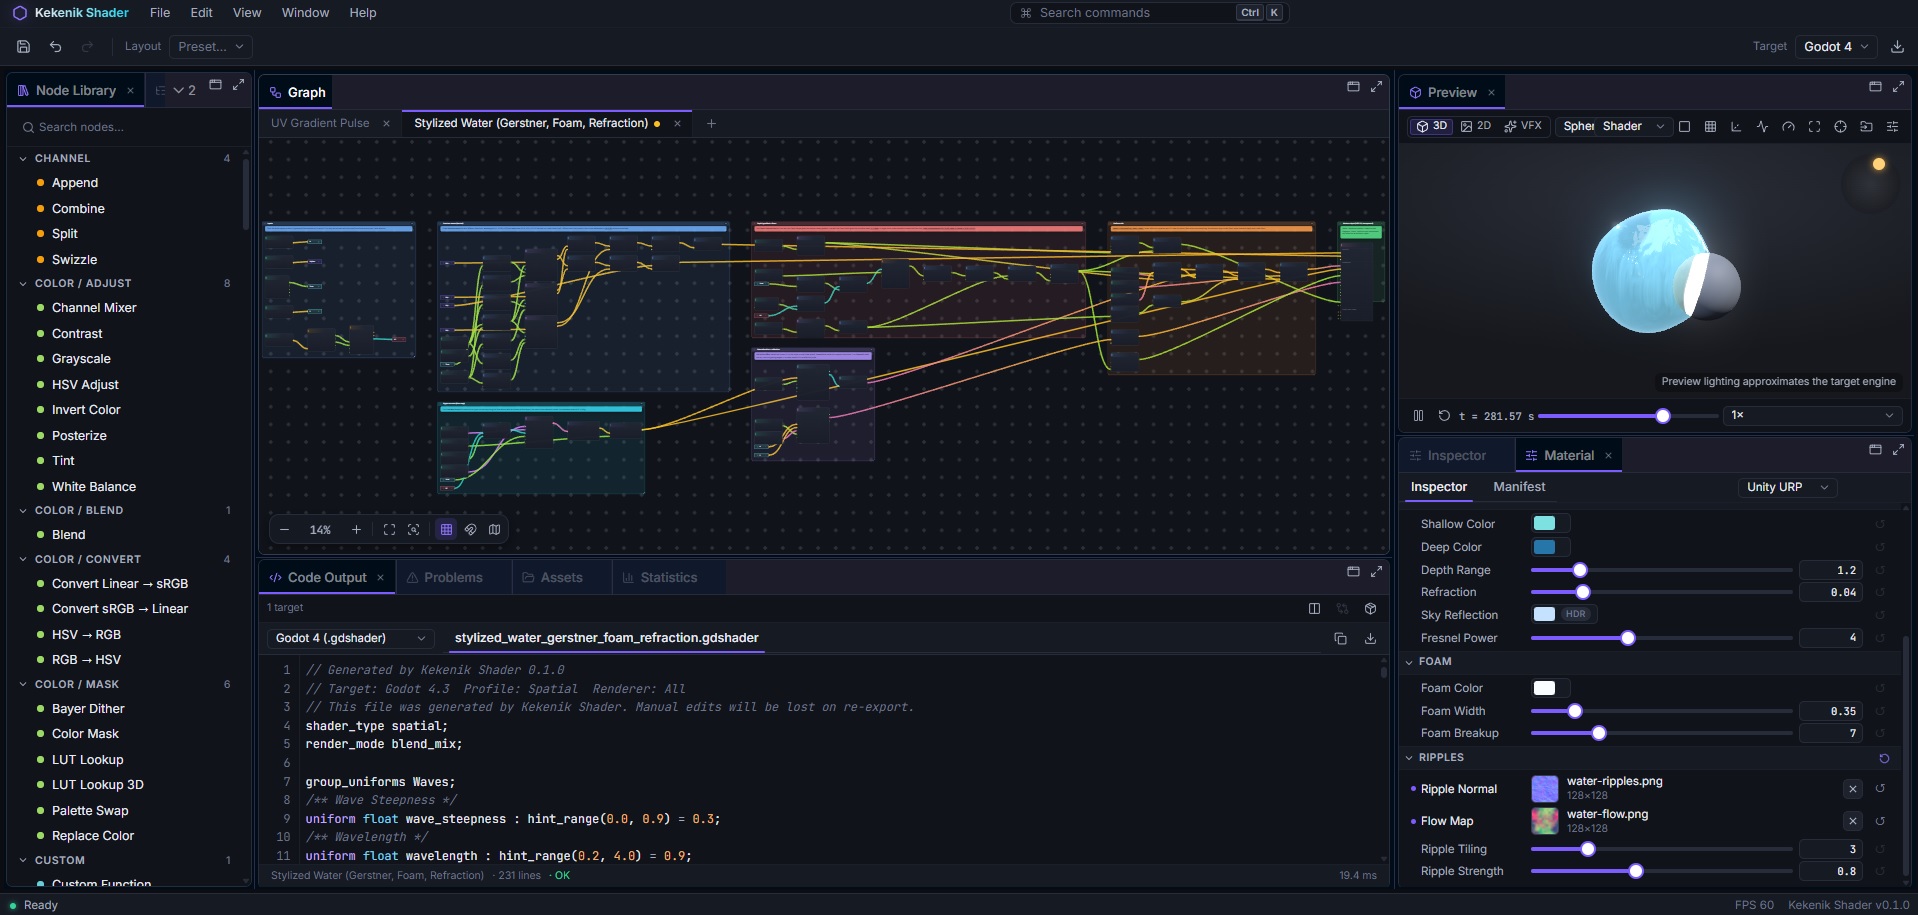 Kekenik Shader File Edit View Window Help
Search commands Ctrl K
Layout Preset...
Target Godot 4
Node Library
2
Search nodes...
CHANNEL 4
Append
Combine
Split
Swizzle
COLOR / ADJUST 8
Channel Mixer
Contrast
Grayscale
HSV Adjust
Invert Color
Posterize
Tint
White Balance
COLOR / BLEND 1
Blend
COLOR / CONVERT 4
Convert Linear → sRGB
Convert sRGB → Linear
HSV → RGB
RGB → HSV
COLOR / MASK 6
Bayer Dither
Color Mask
LUT Lookup
LUT Lookup 3D
Palette Swap
Replace Color
CUSTOM 1
Custom Function
Graph
UV Gradient Pulse
Stylized Water (Gerstner, Foam, Refraction)
14%
Code Output Problems Assets Statistics
1 target
Godot 4 (.gdshader) stylized_water_gerstner_foam_refraction.gdshader
1 // Generated by Kekenik Shader 0.1.0
2 // Target: Godot 4.3 Profile: Spatial Renderer: All
3 // This file was generated by Kekenik Shader. Manual edits will be lost on re-export.
4 shader_type spatial;
5 render_mode blend_mix;
6
7 group_uniforms Waves;
8 /** Wave Steepness */
9 uniform float wave_steepness : hint_range(0.0, 0.9) = 0.3;
10 /** Wavelength */
11 uniform float wavelength : hint_range(0.2, 4.0) = 0.9;
Stylized Water (Gerstner, Foam, Refraction) · 231 lines · OK 19.4 ms
Preview
3D 2D VFX Spher Shader
Preview lighting approximates the target engine
t = 281.57 s 1×
Inspector Material
Inspector Manifest Unity URP
Shallow Color
Deep Color
Depth Range 1.2
Refraction 0.04
Sky Reflection HDR
Fresnel Power 4
FOAM
Foam Color
Foam Width 0.35
Foam Breakup 7
RIPPLES
Ripple Normal water-ripples.png
128×128
Flow Map water-flow.png
128×128
Ripple Tiling 3
Ripple Strength 0.8
Ready
FPS 60 Kekenik Shader v0.1.0